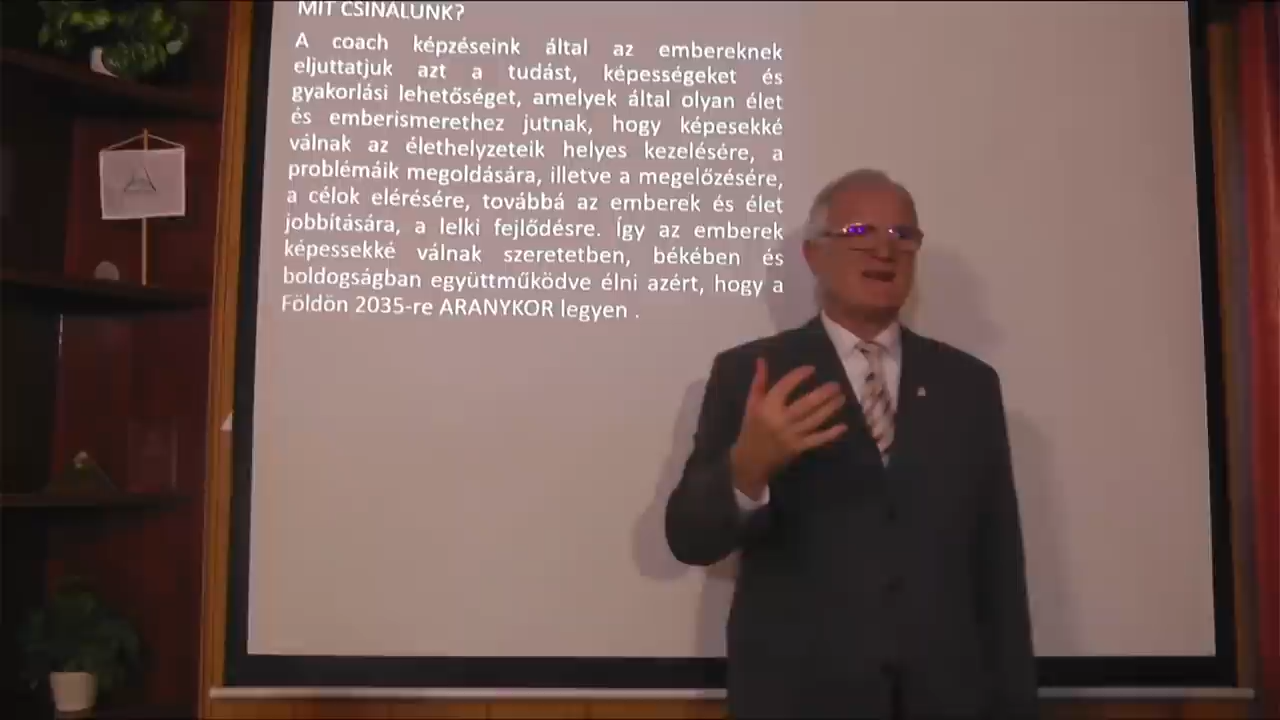 MIT CSINÁLUNK?
A coach képzéseink által az embereknek
eljuttatjuk azt a tudást, képességeket és
gyakorlási lehetőséget, amelyek által olyan élet
és emberismerethez jutnak, hogy képesekké
válnak az élethelyzeteik helyes kezelésére, a
problémáik megoldására, illetve a megelőzésére,
a célok elérésére, továbbá az emberek és élet
jobbítására, a lelki fejlődésre. Így az emberek
képessekké válnak szeretetben, békében és
boldogságban együttműködve élni azért, hogy a
Földön 2035-re ARANYKOR legyen .